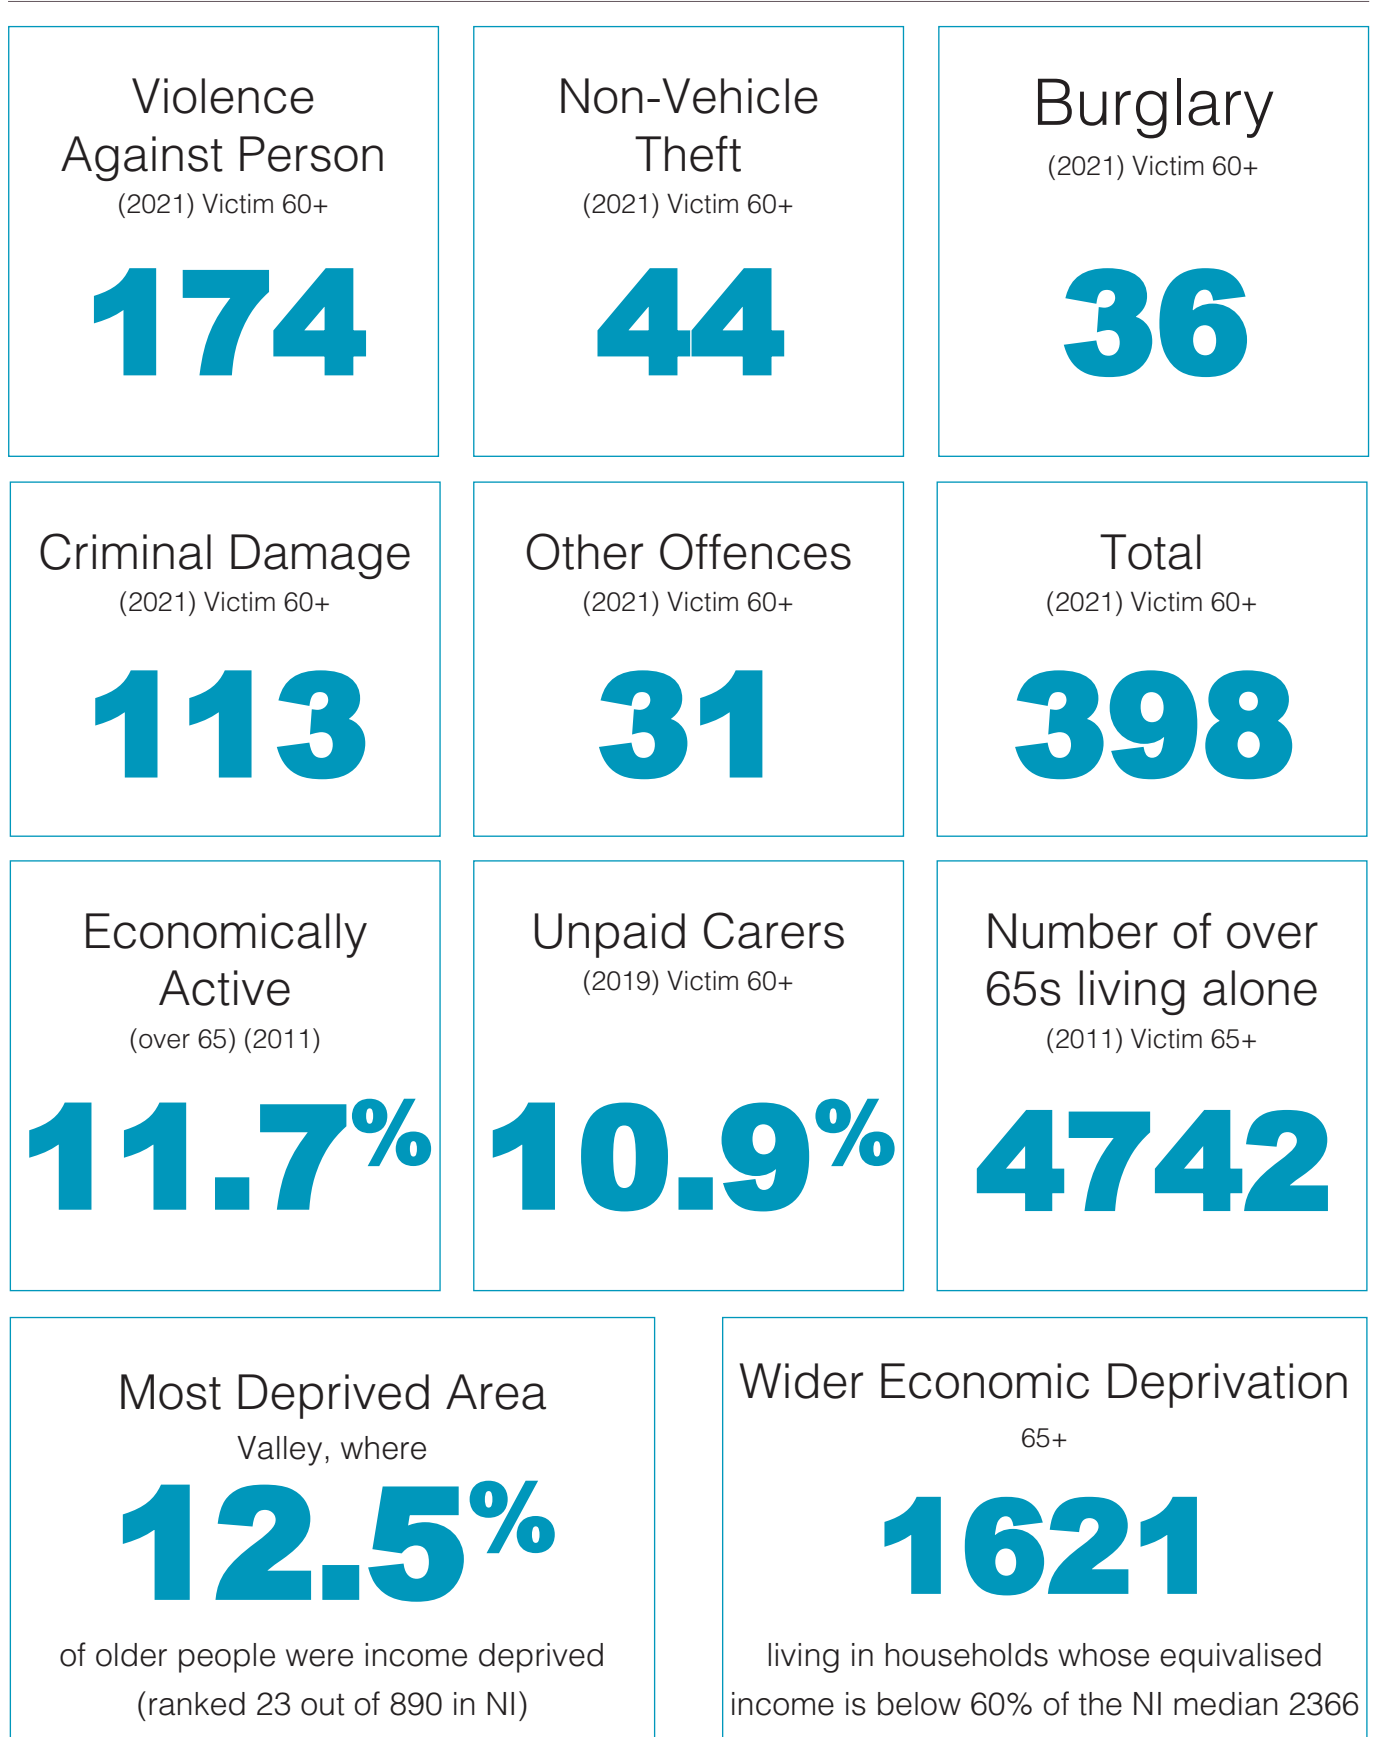 Violence
Against Person
(2021) Victim 60+
174
Non-Vehicle
Theft
(2021) Victim 60+
44
Burglary
(2021) Victim 60+
36
Criminal Damage
(2021) Victim 60+
113
Other Offences
(2021) Victim 60+
31
Total
(2021) Victim 60+
398
Economically
Active
(over 65) (2011)
11.7%
Unpaid Carers
(2019) Victim 60+
10.9%
Number of over
65s living alone
(2011) Victim 65+
4742
Most Deprived Area
Valley, where
12.5%
of older people were income deprived
(ranked 23 out of 890 in NI)
Wider Economic Deprivation
65+
1621
living in households whose equivalised
income is below 60% of the NI median 2366